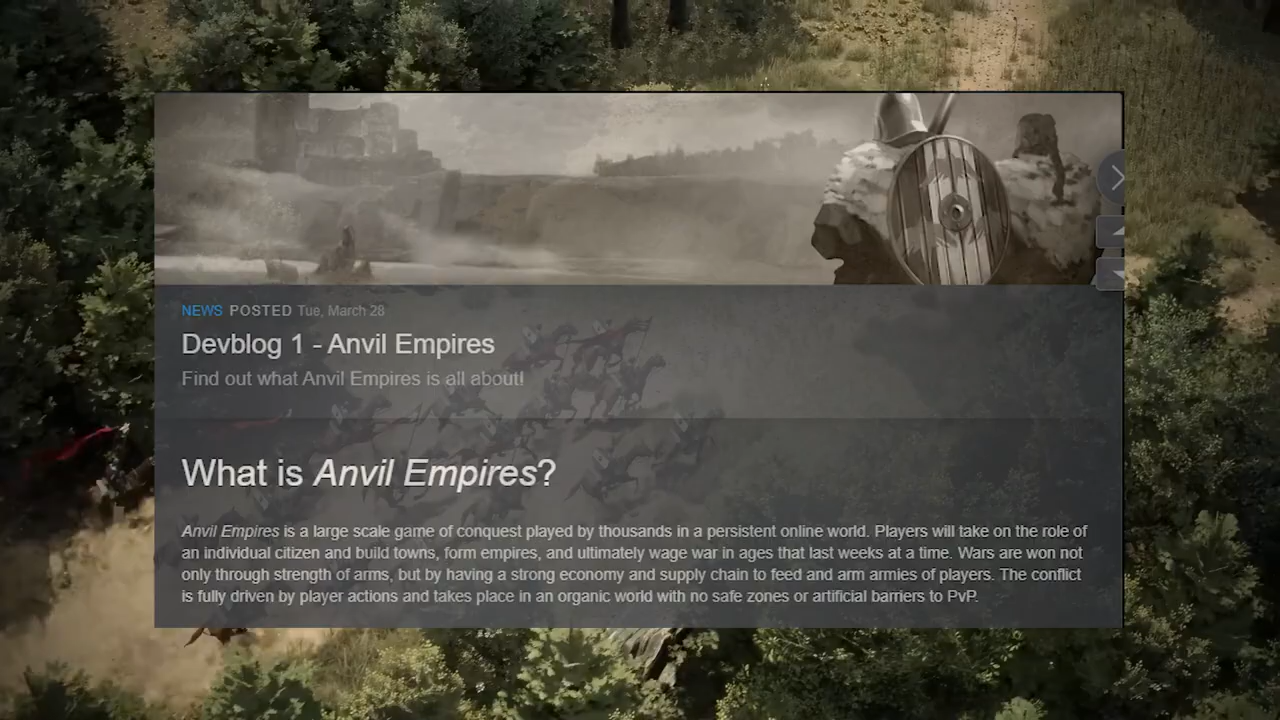 NEWS POSTED Tue, March 28
Devblog 1 - Anvil Empires
Find out what Anvil Empires is all about!
What is Anvil Empires?
Anvil Empires is a large scale game of conquest played by thousands in a persistent online world. Players will take on the role of
an individual citizen and build towns, form empires, and ultimately wage war in ages that last weeks at a time. Wars are won not
only through strength of arms, but by having a strong economy and supply chain to feed and arm armies of players. The conflict
is fully driven by player actions and takes place in an organic world with no safe zones or artificial barriers to PvP.